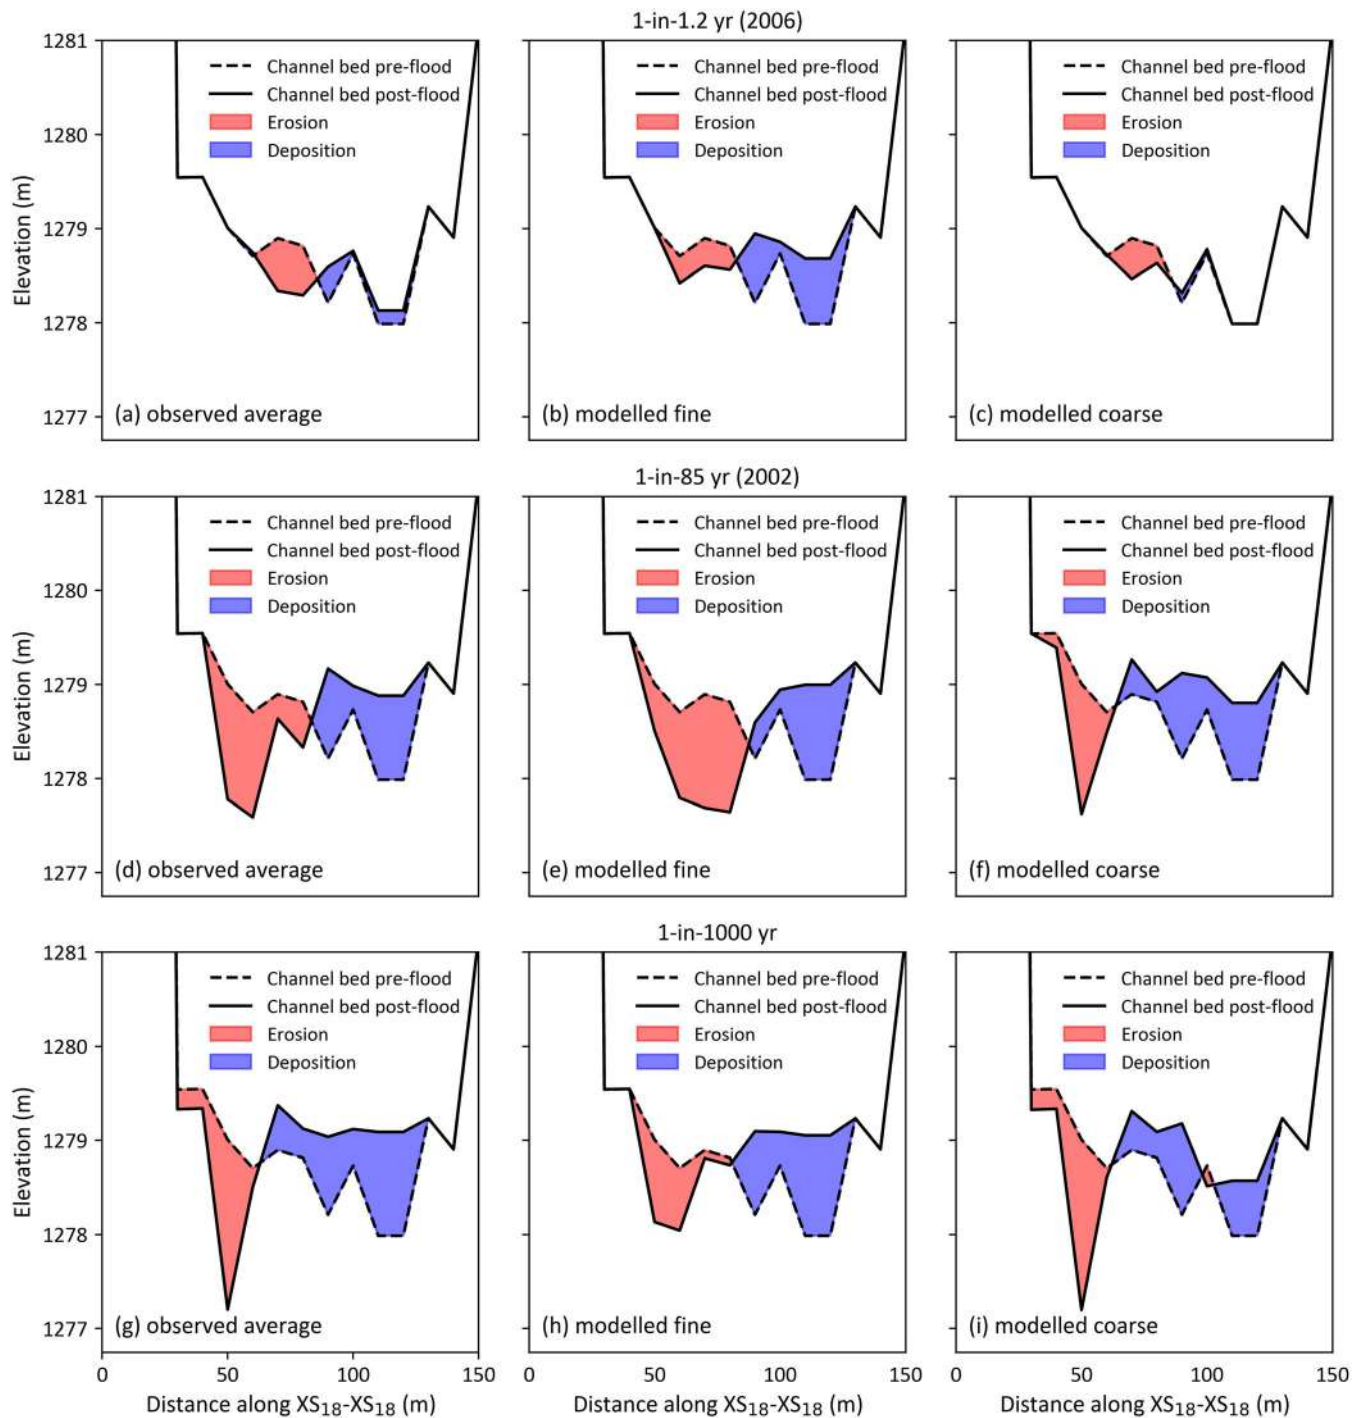 1-in-1.2 yr (2006)
1281
1280
1279
1278
1277
Elevation (m)
Channel bed pre-flood
Channel bed post-flood
Erosion
Deposition
(a) observed average
Channel bed pre-flood
Channel bed post-flood
Erosion
Deposition
(b) modelled fine
Channel bed pre-flood
Channel bed post-flood
Erosion
Deposition
(c) modelled coarse
1-in-85 yr (2002)
1281
1280
1279
1278
1277
Elevation (m)
Channel bed pre-flood
Channel bed post-flood
Erosion
Deposition
(d) observed average
Channel bed pre-flood
Channel bed post-flood
Erosion
Deposition
(e) modelled fine
Channel bed pre-flood
Channel bed post-flood
Erosion
Deposition
(f) modelled coarse
1-in-1000 yr
1281
1280
1279
1278
1277
Elevation (m)
Channel bed pre-flood
Channel bed post-flood
Erosion
Deposition
(g) observed average
Channel bed pre-flood
Channel bed post-flood
Erosion
Deposition
(h) modelled fine
Channel bed pre-flood
Channel bed post-flood
Erosion
Deposition
(i) modelled coarse
0 50 100 150
0 50 100 150
0 50 100 150
Distance along XS18-XS18 (m)
Distance along XS18-XS18 (m)
Distance along XS18-XS18 (m)